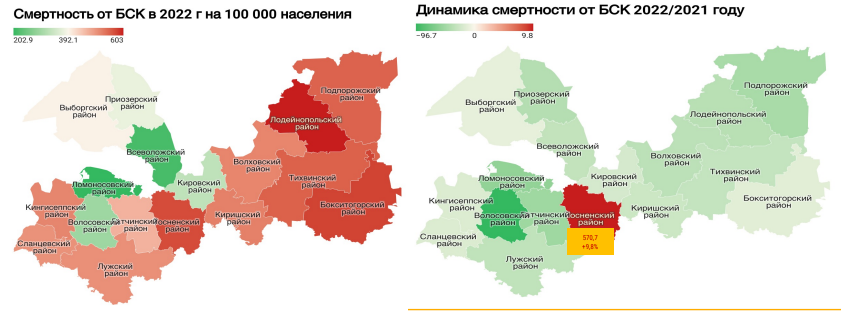 Смертность от БСК в 2022 г на 100 000 населения
202.9 392.1 603
Выборгский район
Приозерский район
Всеволожский район
Ломоносовский район
Кингисеппский район
Волосовский район
тчинский район
осненский район
Кировский район
Волховский район
Киришский район
Лодейнопольский район
Подпорожский район
Тихвинский район
Бокситогорский район
Сланцевский район
Лужский район
Динамика смертности от БСК 2022/2021 году
−96.7 0 9.8
Выборгский район
Приозерский район
Всеволожский район
Ломоносовский район
Кингисеппский район
Волосовский район
тчинский район
осненский район
570,7
+9,8%
Кировский район
Волховский район
Киришский район
Лодейнопольский район
Подпорожский район
Тихвинский район
Бокситогорский район
Сланцевский район
Лужский район